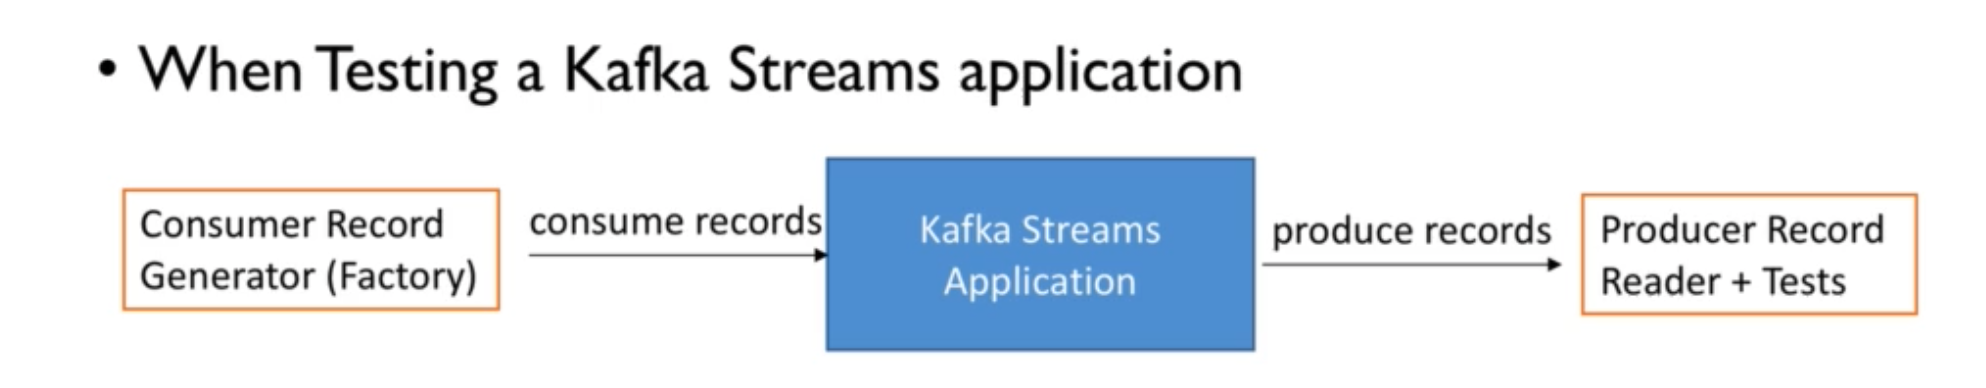 • When Testing a Kafka Streams application
Consumer Record
Generator (Factory)
consume records
Kafka Streams
Application
produce records
Producer Record
Reader + Tests